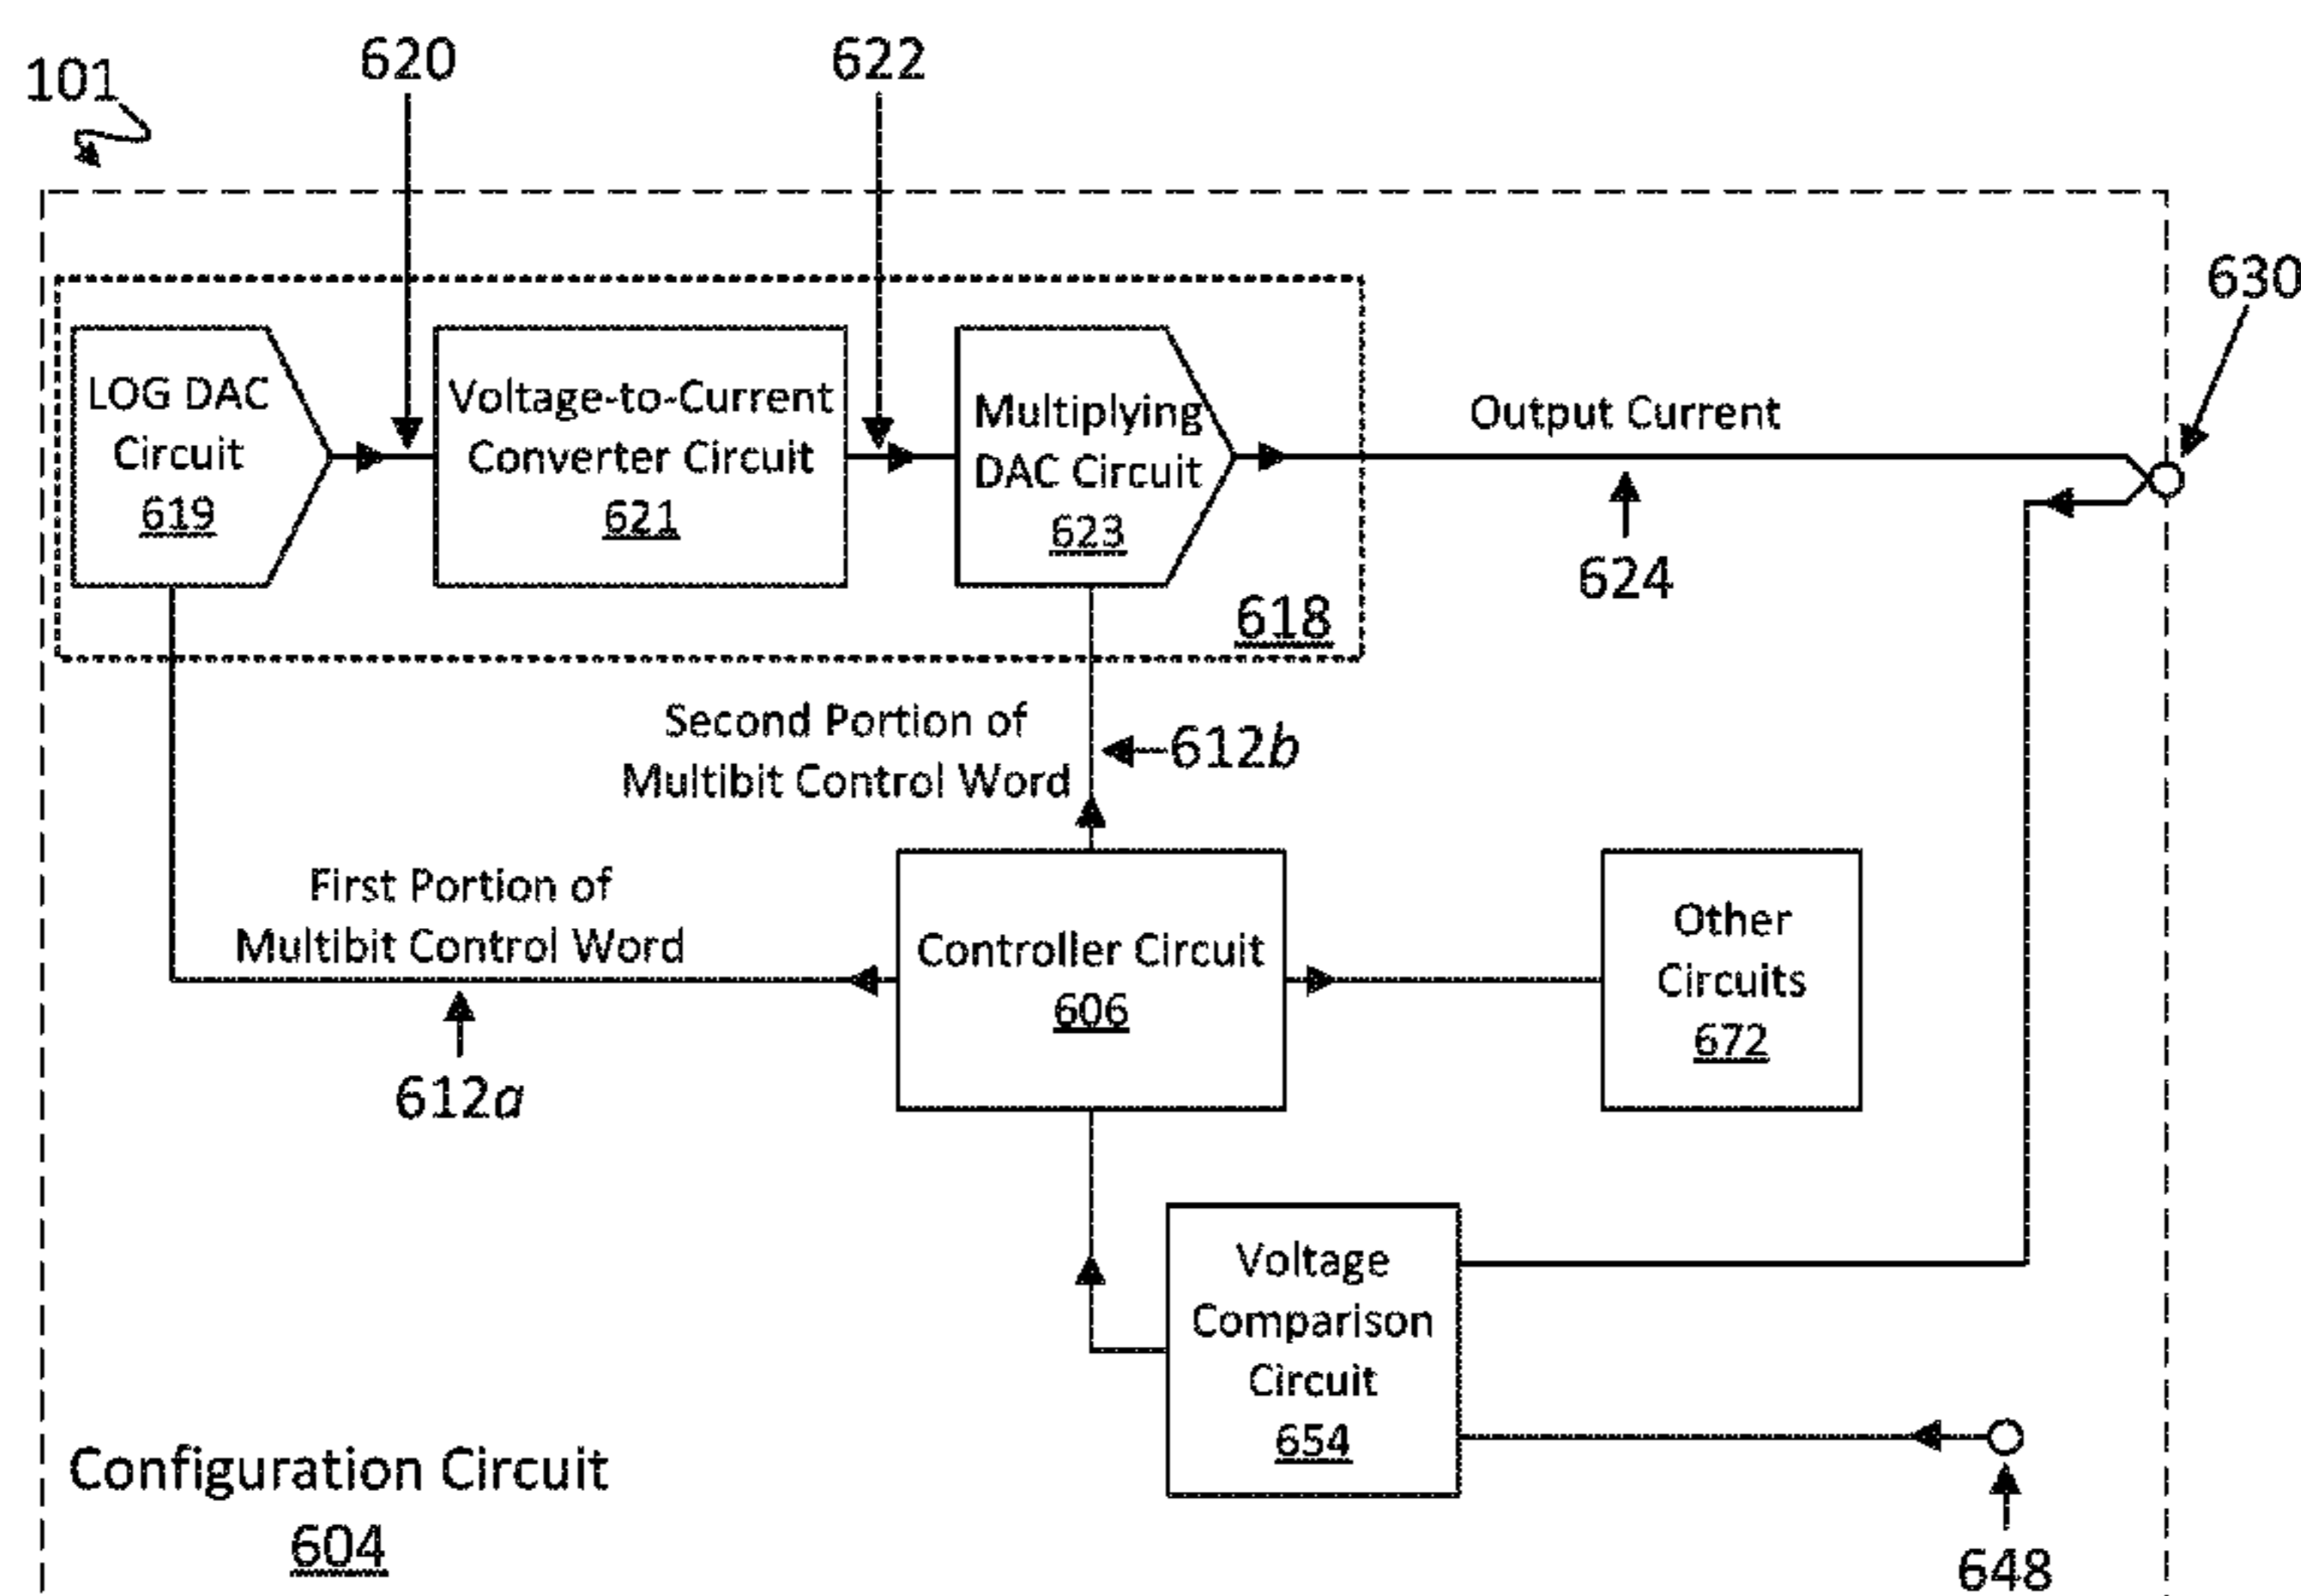 101
620
622
630
LOG DAC
Circuit
619
Voltage-to-Current
Converter Circuit
621
Multiplying
DAC Circuit
623
Output Current
624
618
Second Portion of
Multibit Control Word
612b
First Portion of
Multibit Control Word
612a
Controller Circuit
606
Other
Circuits
672
Voltage
Comparison
Circuit
654
Configuration Circuit
604
648